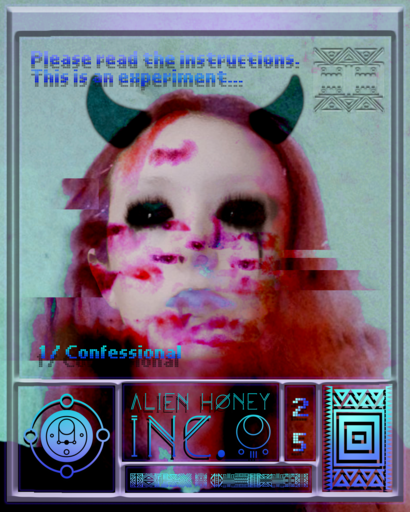 Please read the instructions.
This is an experiment...
1/ Confessional
ALIEN HØNEY
INC.
2
5